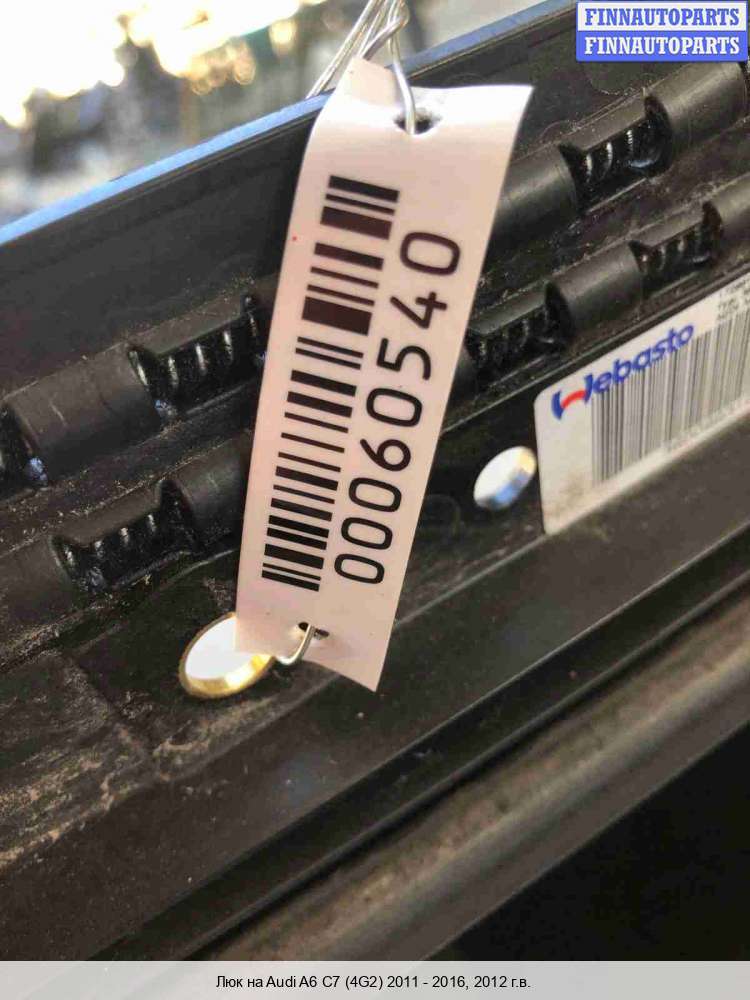 FINNAUTOPARTS
FINNAUTOPARTS
00060540
Webasto
Люк на Audi A6 C7 (4G2) 2011 - 2016, 2012 г.в.